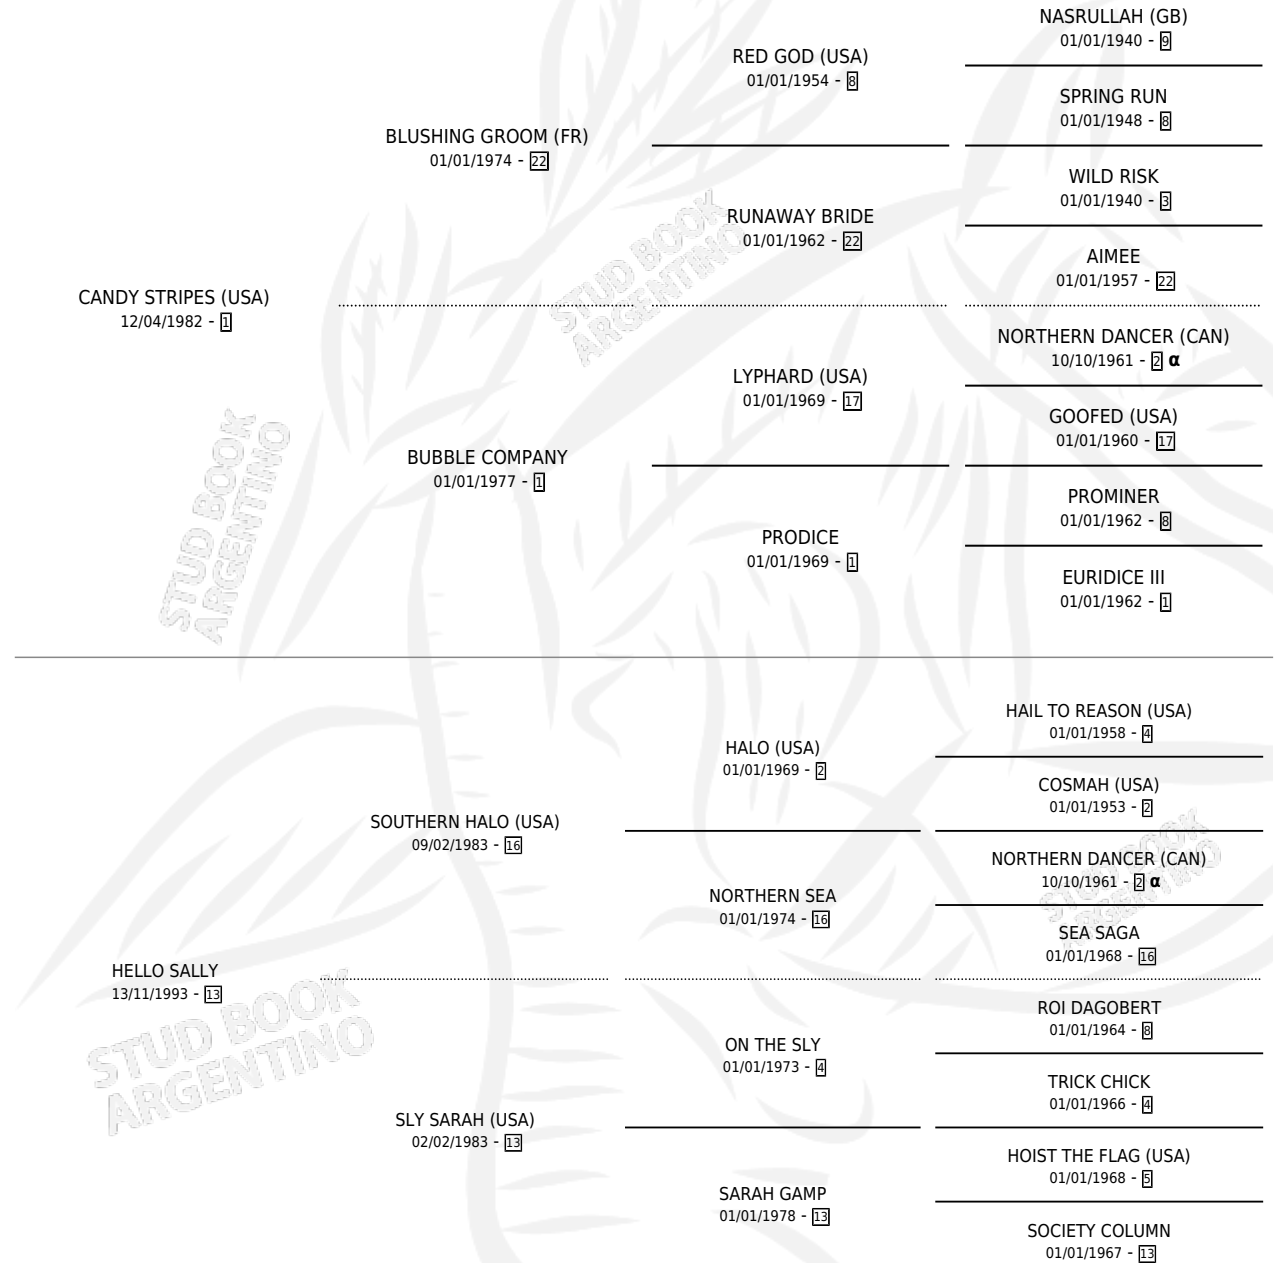 NASRULLAH (GB)
01/01/1940 - 9
RED GOD (USA)
01/01/1954 - 8
SPRING RUN
01/01/1948 - 8
BLUSHING GROOM (FR)
01/01/1974 - 22
WILD RISK
01/01/1940 - 3
RUNAWAY BRIDE
01/01/1962 - 22
AIMEE
01/01/1957 - 22
CANDY STRIPES (USA)
12/04/1982 - 1
NORTHERN DANCER (CAN)
10/10/1961 - 2 α
LYPHARD (USA)
01/01/1969 - 17
GOOFED (USA)
01/01/1960 - 17
BUBBLE COMPANY
01/01/1977 - 1
PROMINER
01/01/1962 - 8
PRODICE
01/01/1969 - 1
EURIDICE III
01/01/1962 - 1
HAIL TO REASON (USA)
01/01/1958 - 4
HALO (USA)
01/01/1969 - 2
COSMAH (USA)
01/01/1953 - 2
SOUTHERN HALO (USA)
09/02/1983 - 16
NORTHERN DANCER (CAN)
10/10/1961 - 2 α
NORTHERN SEA
01/01/1974 - 16
SEA SAGA
01/01/1968 - 16
HELLO SALLY
13/11/1993 - 13
ROI DAGOBERT
01/01/1964 - 8
ON THE SLY
01/01/1973 - 4
TRICK CHICK
01/01/1966 - 4
SLY SARAH (USA)
02/02/1983 - 13
HOIST THE FLAG (USA)
01/01/1968 - 5
SARAH GAMP
01/01/1978 - 13
SOCIETY COLUMN
01/01/1967 - 13
STUD BOOK
ARGENTINO
STUD BOOK
ARGENTINO
STUD BOOK
ARGENTINO
STUD BOOK
ARGENTINO